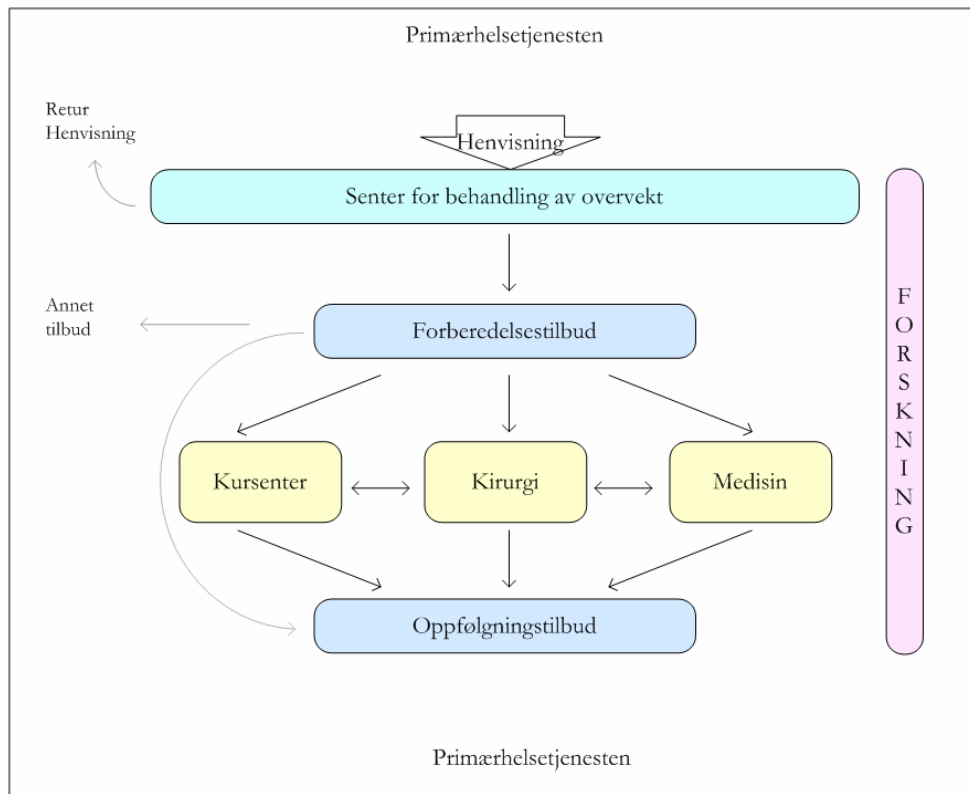 Primærhelsetjenesten
Retur
Henvisning
Henvisning
Senter for behandling av overvekt
Annet
tilbud
Forberedelsestilbud
Kursenter
Kirurgi
Medisin
Oppfølgningstilbud
F
O
R
S
K
N
I
N
G
Primærhelsetjenesten